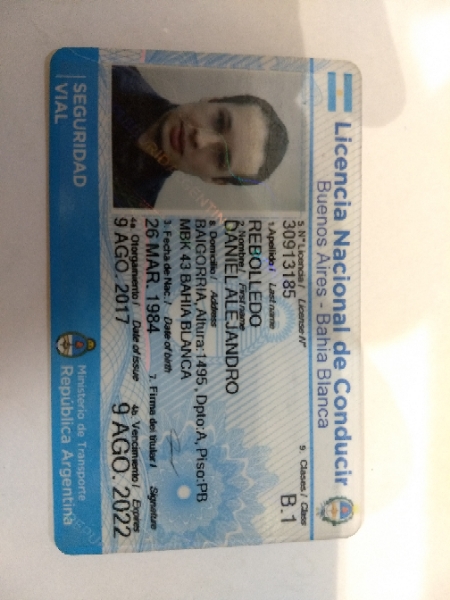 Licencia Nacional de Conducir
Buenos Aires - Bahía Blanca
5. Nº Licencia / License Nº
30913185
9. Clases / Class
B.1
1. Apellido / Last name
REBOLLEDO
2. Nombre / First name
DANIEL ALEJANDRO
8. Domicilio / Address
BAIGORRIA, Altura:1495, Dpto:A, Piso:PB
MBK 43 BAHIA BLANCA
3. Fecha de Nac. / Date of birth
26 MAR. 1984
7. Firma del titular / Signature
4a Otorgamiento / Date of issue
9 AGO. 2017
4b Vencimiento / Expires
9 AGO. 2022
SEGURIDAD
VIAL
Ministerio de Transporte
República Argentina